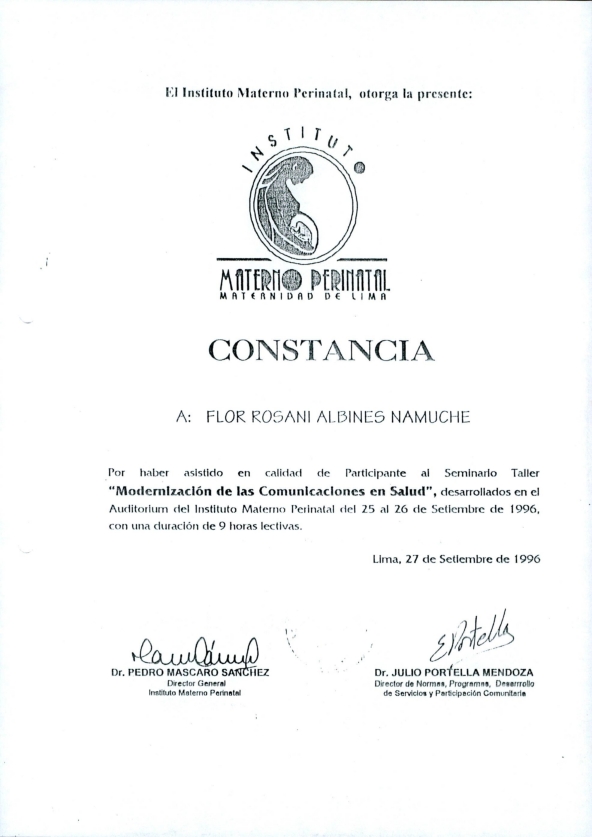 El Instituto Materno Perinatal, otorga la presente:
INSTITUTO
MATERNO PERINATAL
MATERNIDAD DE LIMA
CONSTANCIA
A: FLOR ROSANI ALBINES NAMUCHE
Por haber asistido en calidad de Participante al Seminario Taller
"Modernización de las Comunicaciones en Salud", desarrollados en el
Auditorium del Instituto Materno Perinatal del 25 al 26 de Setiembre de 1996,
con una duración de 9 horas lectivas.
Lima, 27 de Setiembre de 1996
EPortella
Dr. PEDRO MASCARO SANCHEZ
Director General
Instituto Materno Perinatal
Dr. JULIO PORTELLA MENDOZA
Director de Normas, Programas, Desarrollo
de Servicios y Participación Comunitaria